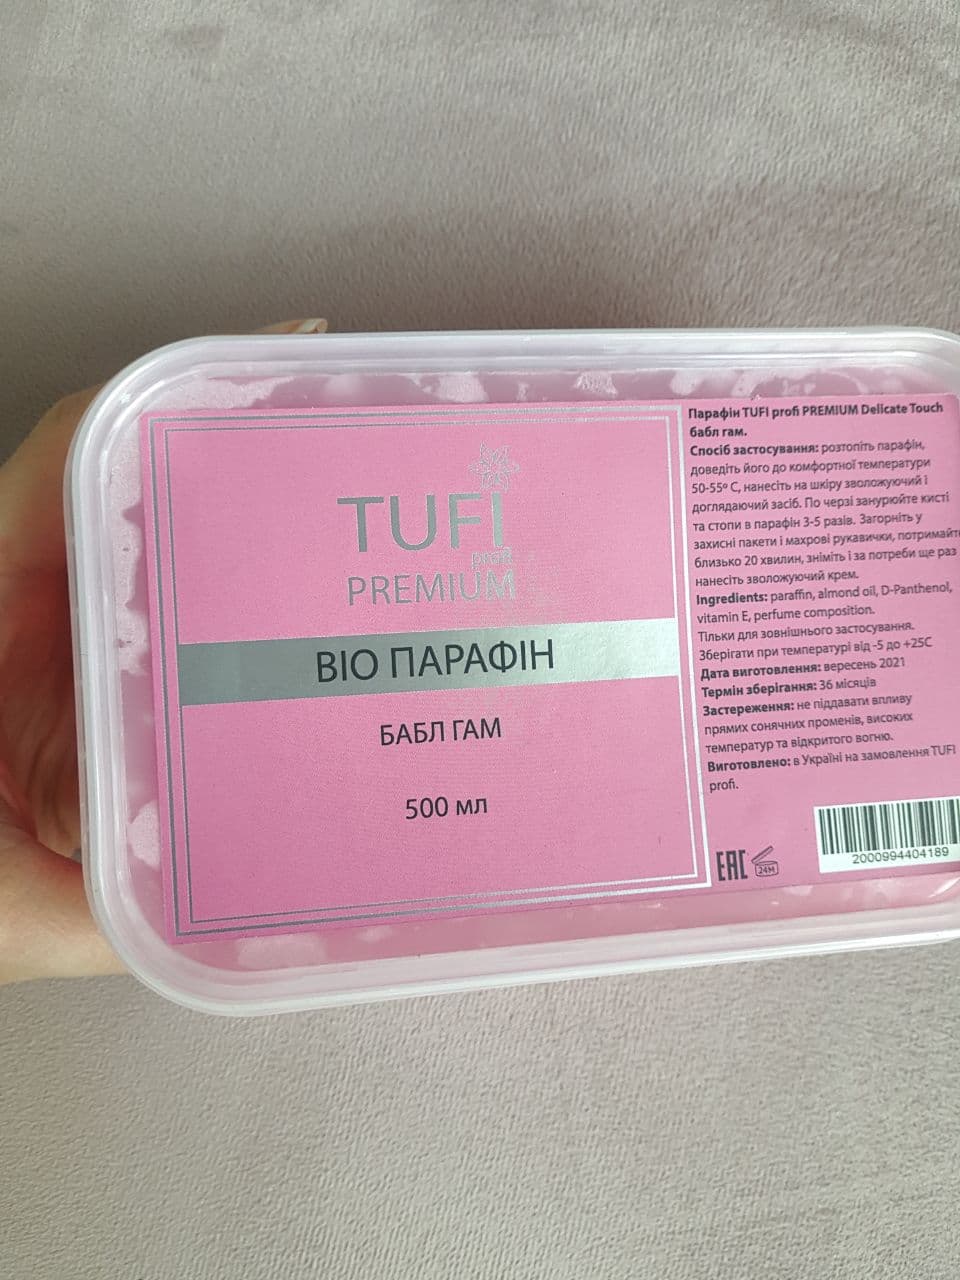 TUFI
profi
PREMIUM
ВІО ПАРАФІН
БАБЛ ГАМ
500 мл
Парафін TUFI profi PREMIUM Delicate Touch
бабл гам.
Спосіб застосування: розтопіть парафін,
доведіть його до комфортної температури
50-55º С, нанесіть на шкіру зволожуючий і
доглядаючий засіб. По черзі занурюйте кисті
та стопи в парафін 3-5 разів. Загорніть у
захисні пакети і махрові рукавички, потримайте
близько 20 хвилин, зніміть і за потреби ще раз
нанесіть зволожуючий крем.
Ingredients: paraffin, almond oil, D-Panthenol,
vitamin E, perfume composition.
Тільки для зовнішнього застосування.
Зберігати при температурі від -5 до +25С
Дата виготовлення: вересень 2021
Термін зберігання: 36 місяців
Застереження: не піддавати впливу
прямих сонячних променів, високих
температур та відкритого вогню.
Виготовлено: в Україні на замовлення TUFI
profi.
ЕАС
24M
2000994404189